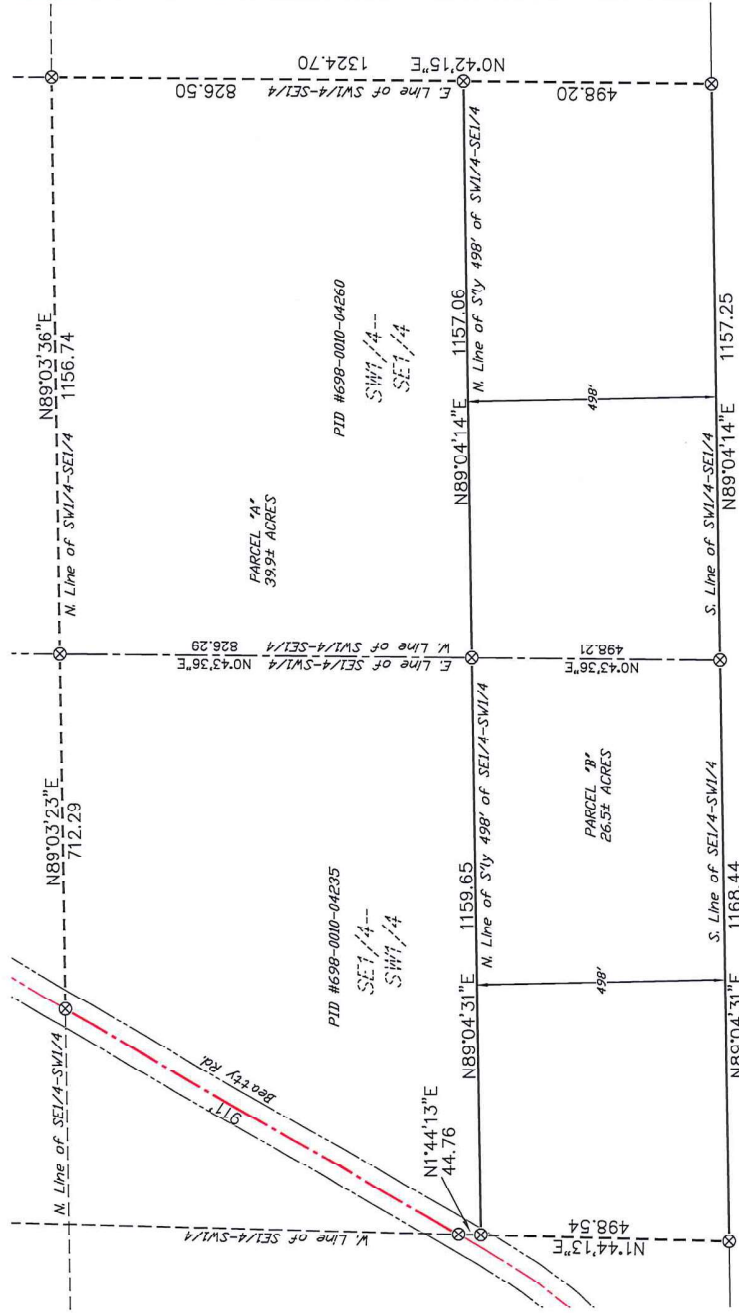 N89°03'36"E
1156.74
N. Line of SW1/4-SE1/4
N89°03'23"E
712.29
N. Line of SE1/4-SW1/4
1324.70
N0°42'15"E
826.50
E. Line of SW1/4-SE1/4
498.20
PARCEL "A"
39.9± ACRES
PID #698-0010-04260
SW1/4--
SE1/4
N0°43'36"E
826.29
E. Line of SE1/4-SW1/4
W. Line of SW1/4-SE1/4
PID #698-0010-04235
SE1/4--
SW1/4
Beatty Rd.
911'
W. Line of SE1/4-SW1/4
N1°44'13"E
44.76
N89°04'14"E
1157.06
N. Line of S'ly 498' of SW1/4-SE1/4
N89°04'31"E
1159.65
N. Line of S'ly 498' of SE1/4-SW1/4
498'
498'
N0°43'36"E
498.21
PARCEL "B"
26.5± ACRES
N1°44'13"E
498.54
S. Line of SW1/4-SE1/4
N89°04'14"E
1157.25
S. Line of SE1/4-SW1/4
N89°04'31"E
1168.44